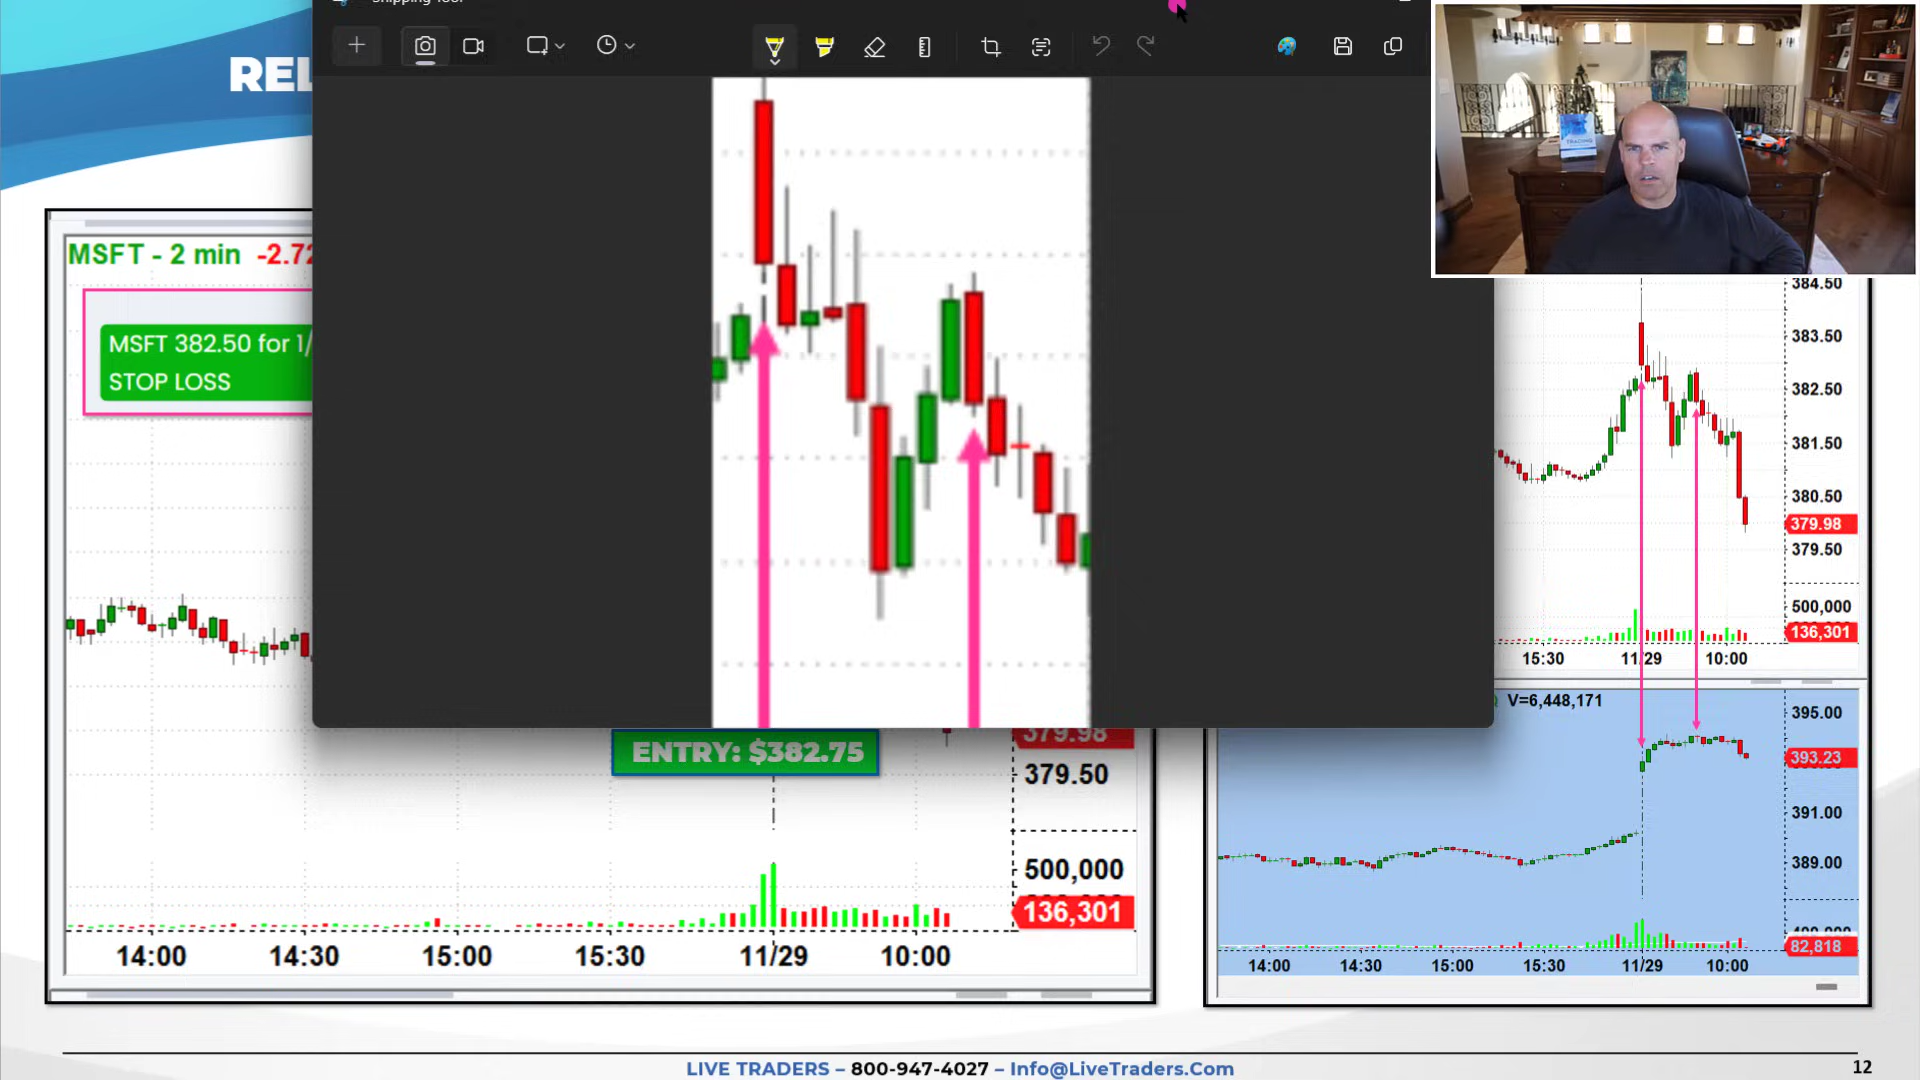 REL
MSFT - 2 min -2.72
MSFT 382.50 for 1/
STOP LOSS
ENTRY: $382.75
379.98
379.50
500,000
136,301
14:00 14:30 15:00 15:30 11/29 10:00
384.50
383.50
382.50
381.50
380.50
379.98
379.50
500,000
136,301
15:30 11/29 10:00
V=6,448,171
395.00
393.23
391.00
389.00
82,818
14:00 14:30 15:00 15:30 11/29 10:00
LIVE TRADERS – 800-947-4027 – Info@LiveTraders.Com
12